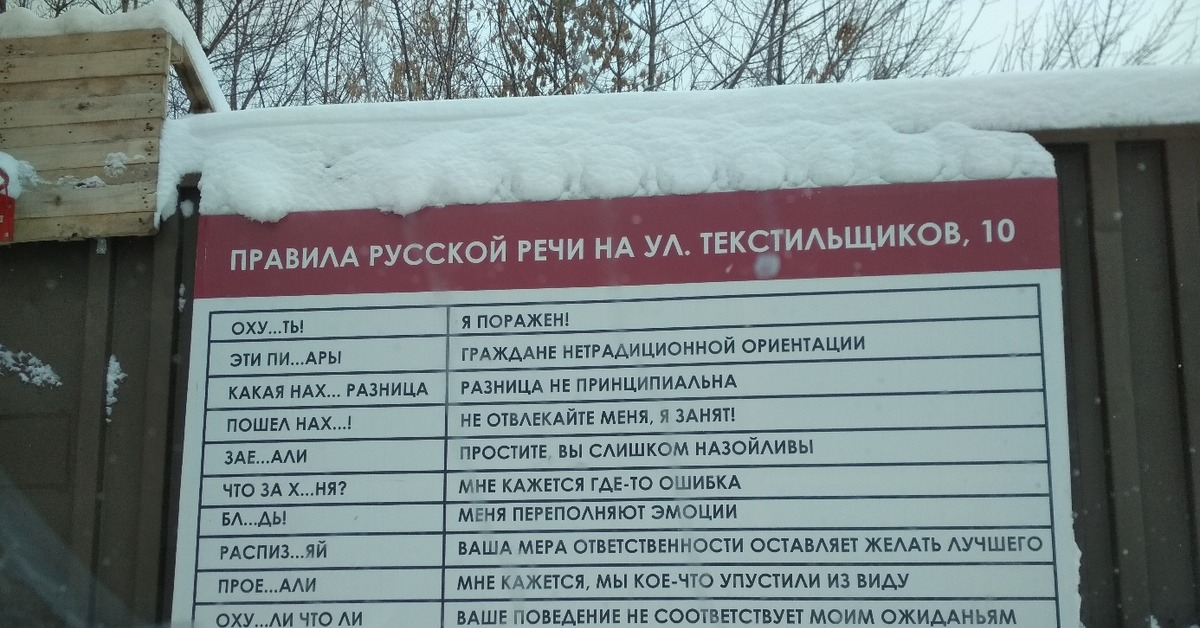 ПРАВИЛА РУССКОЙ РЕЧИ НА УЛ. ТЕКСТИЛЬЩИКОВ, 10
ОХУ...ТЬ! Я ПОРАЖЕН!
ЭТИ ПИ...АРЫ ГРАЖДАНЕ НЕТРАДИЦИОННОЙ ОРИЕНТАЦИИ
КАКАЯ НАХ... РАЗНИЦА РАЗНИЦА НЕ ПРИНЦИПИАЛЬНА
ПОШЕЛ НАХ...! НЕ ОТВЛЕКАЙТЕ МЕНЯ, Я ЗАНЯТ!
ЗАЕ...АЛИ ПРОСТИТЕ, ВЫ СЛИШКОМ НАЗОЙЛИВЫ
ЧТО ЗА Х...НЯ? МНЕ КАЖЕТСЯ ГДЕ-ТО ОШИБКА
БЛ...ДЬ! МЕНЯ ПЕРЕПОЛНЯЮТ ЭМОЦИИ
РАСПИЗ...ЯЙ ВАША МЕРА ОТВЕТСТВЕННОСТИ ОСТАВЛЯЕТ ЖЕЛАТЬ ЛУЧШЕГО
ПРОЕ...АЛИ МНЕ КАЖЕТСЯ, МЫ КОЕ-ЧТО УПУСТИЛИ ИЗ ВИДУ
ОХУ...ЛИ ЧТО ЛИ ВАШЕ ПОВЕДЕНИЕ НЕ СООТВЕТСТВУЕТ МОИМ ОЖИДАНЬЯМ